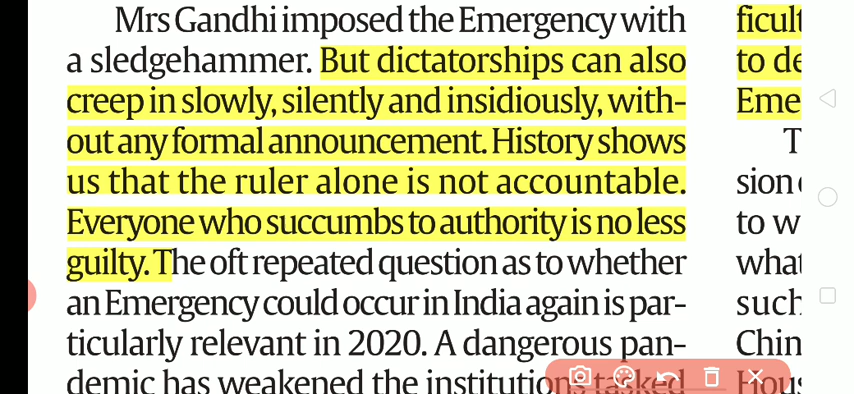 Mrs Gandhi imposed the Emergency with
a sledgehammer. But dictatorships can also
creep in slowly, silently and insidiously, with-
out any formal announcement. History shows
us that the ruler alone is not accountable.
Everyone who succumbs to authority is no less
guilty. The oft repeated question as to whether
an Emergency could occur in India again is par-
ticularly relevant in 2020. A dangerous pan-
demic has weakened the institutions tasked
ficult
to de
Eme
T
sion
to w
what
such
Chin
Hous